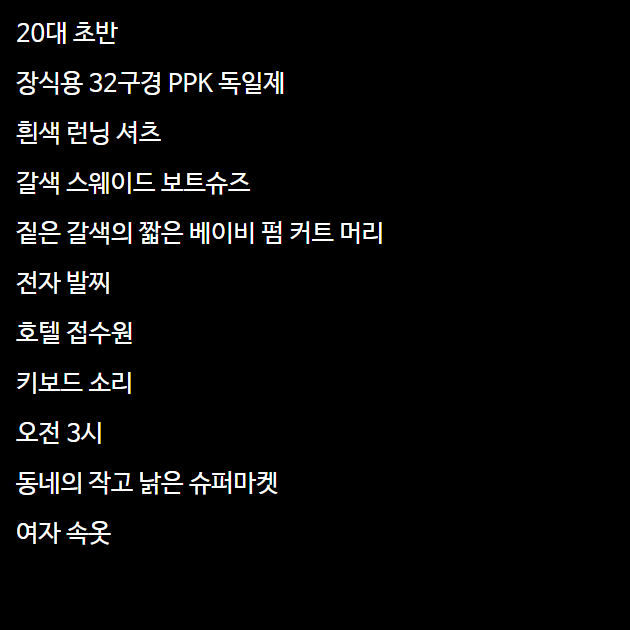 20대 초반
장식용 32구경 PPK 독일제
흰색 런닝 셔츠
갈색 스웨이드 보트슈즈
짙은 갈색의 짧은 베이비 펌 커트 머리
전자 발찌
호텔 접수원
키보드 소리
오전 3시
동네의 작고 낡은 슈퍼마켓
여자 속옷